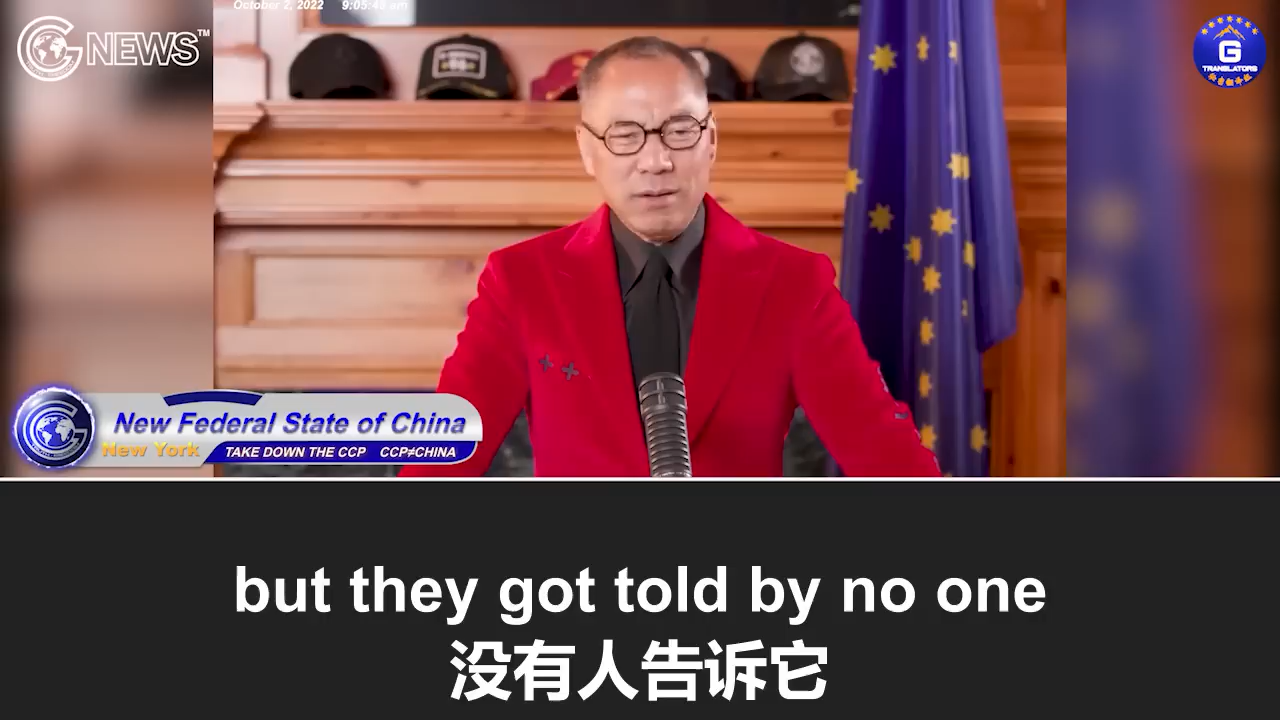 October 2, 2022 9:05:48 am
GNEWS™
G
TRANSLATORS
New Federal State of China
New York
TAKE DOWN THE CCP CCP≠CHINA
but they got told by no one
没有人告诉它